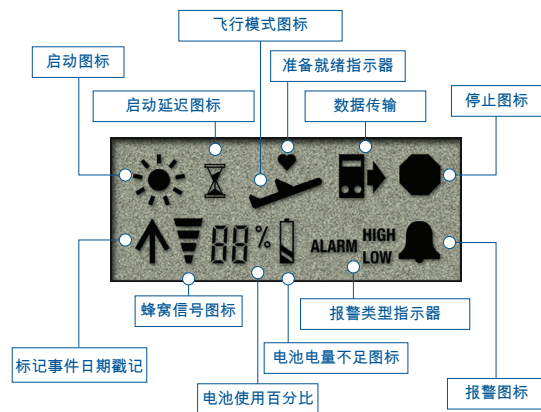 飞行模式图标
启动图标
准备就绪指示器
停止图标
启动延迟图标
数据传输
88%
ALARM
HIGH
LOW
蜂窝信号图标
报警类型指示器
标记事件日期戳记
电池电量不足图标
电池使用百分比
报警图标